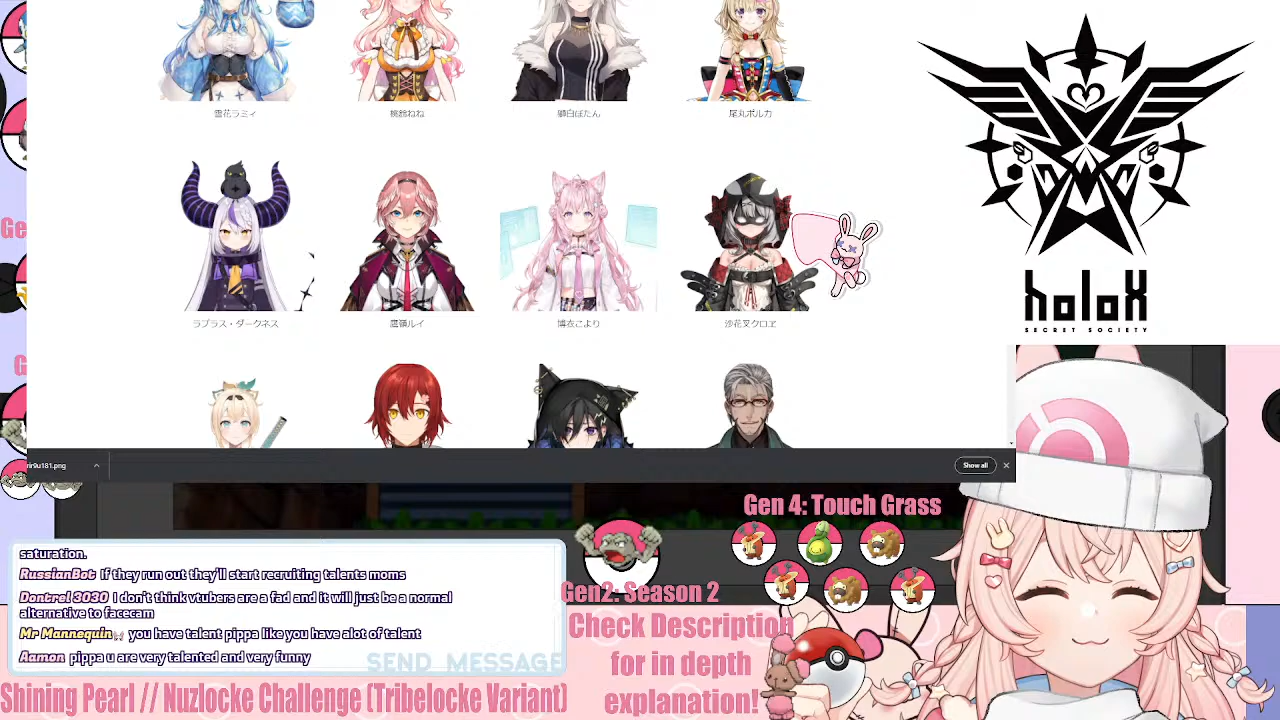 雪花ラミィ
桃鈴ねね
獅白ぼたん
尾丸ポルカ
ラプラス・ダークネス
鷹嶺ルイ
博衣こより
沙花叉クロヱ
holoX
SECRET SOCIETY
rir9u181.png
Show all
Ge
G
Gen 4: Touch Grass
Gen2: Season 2
Check Description
for in depth
explanation!
saturation.
RussianBot If they run out they'll start recruiting talents moms
Dontrel 3030 I don't think vtubers are a fad and it will just be a normal
alternative to facecam
Mr Mannequin you have talent pippa like you have alot of talent
Aamon pippa u are very talented and very funny
SEND MESSAGE
Shining Pearl // Nuzlocke Challenge (Tribelocke Variant)